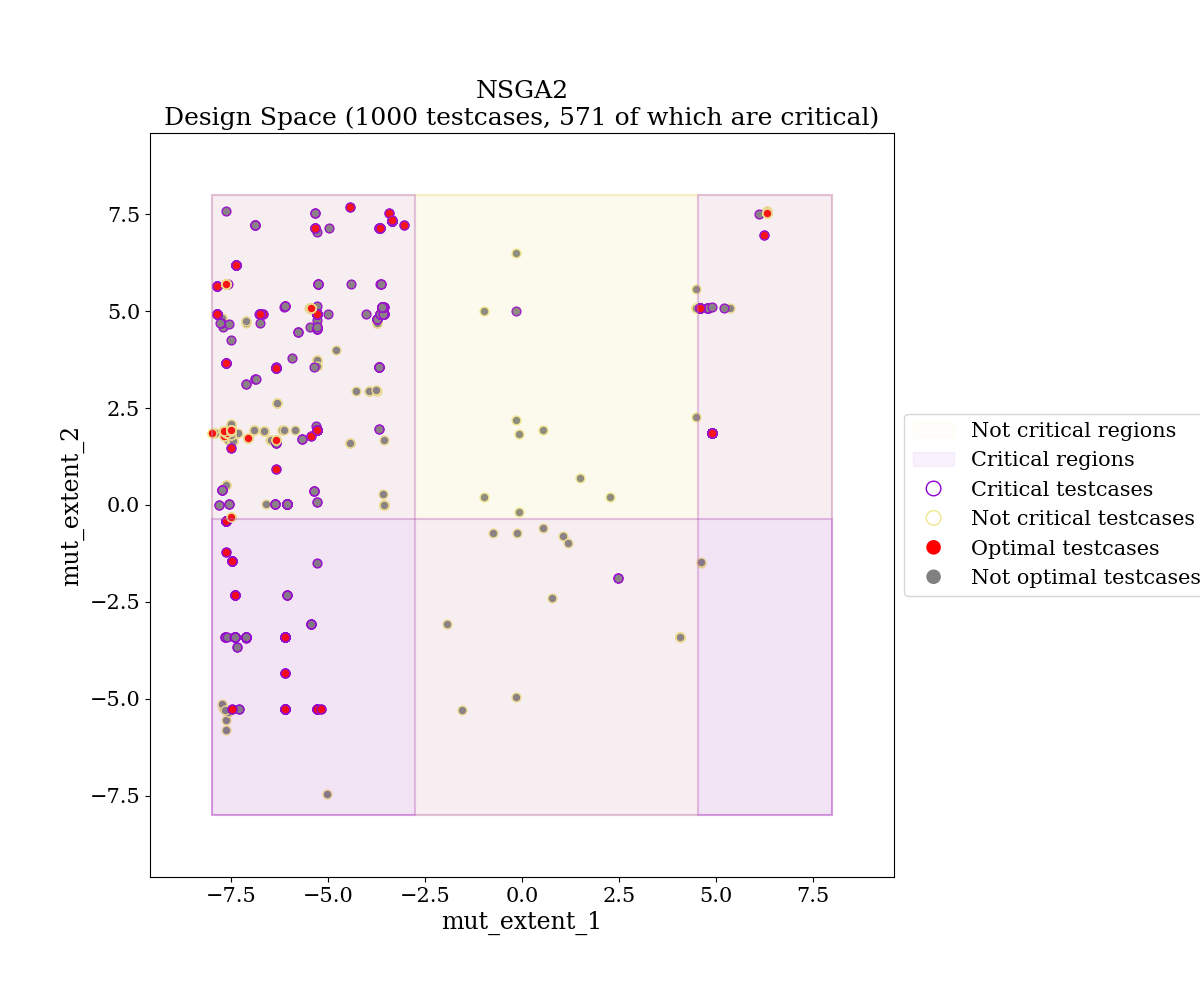 NSGA2
Design Space (1000 testcases, 571 of which are critical)
mut_extent_2
7.5
5.0
2.5
0.0
−2.5
−5.0
−7.5
−7.5
−5.0
−2.5
0.0
2.5
5.0
7.5
mut_extent_1
Not critical regions
Critical regions
Critical testcases
Not critical testcases
Optimal testcases
Not optimal testcases